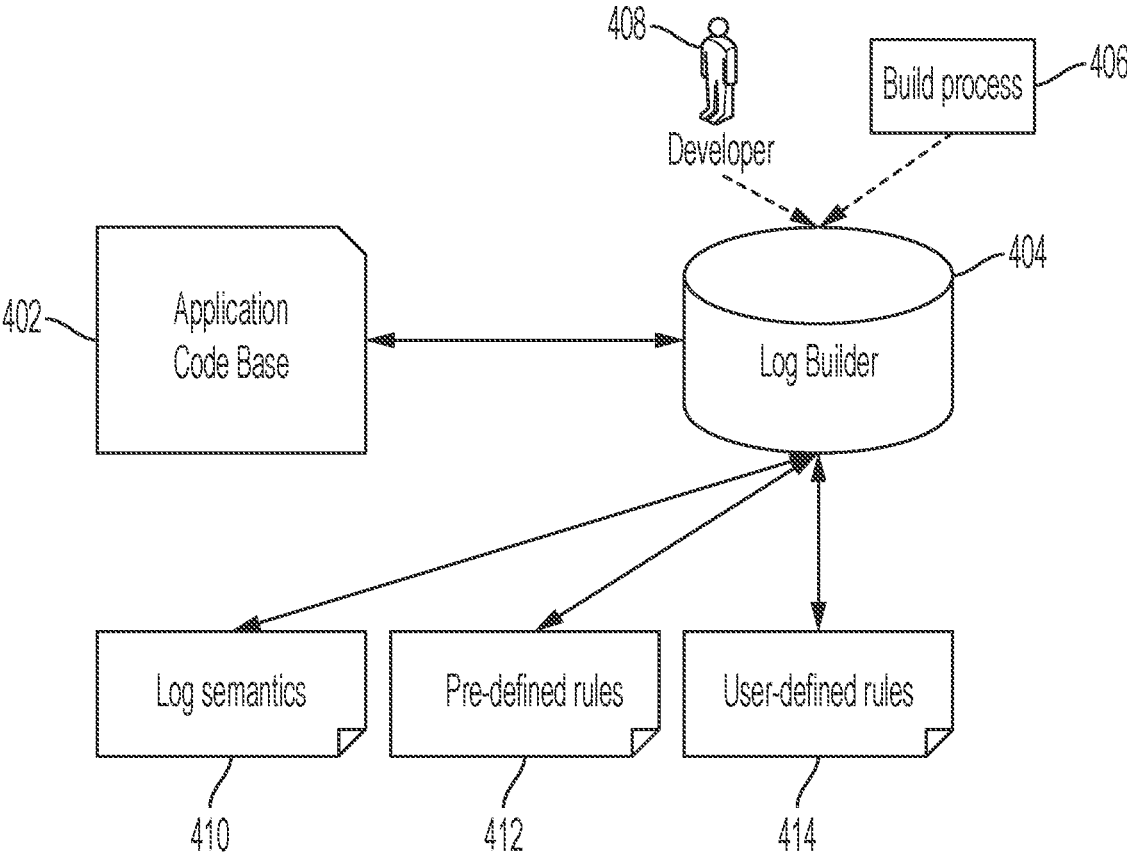 408
Build process
406
Developer
404
Application
Code Base
402
Log Builder
Log semantics
Pre-defined rules
User-defined rules
410
412
414